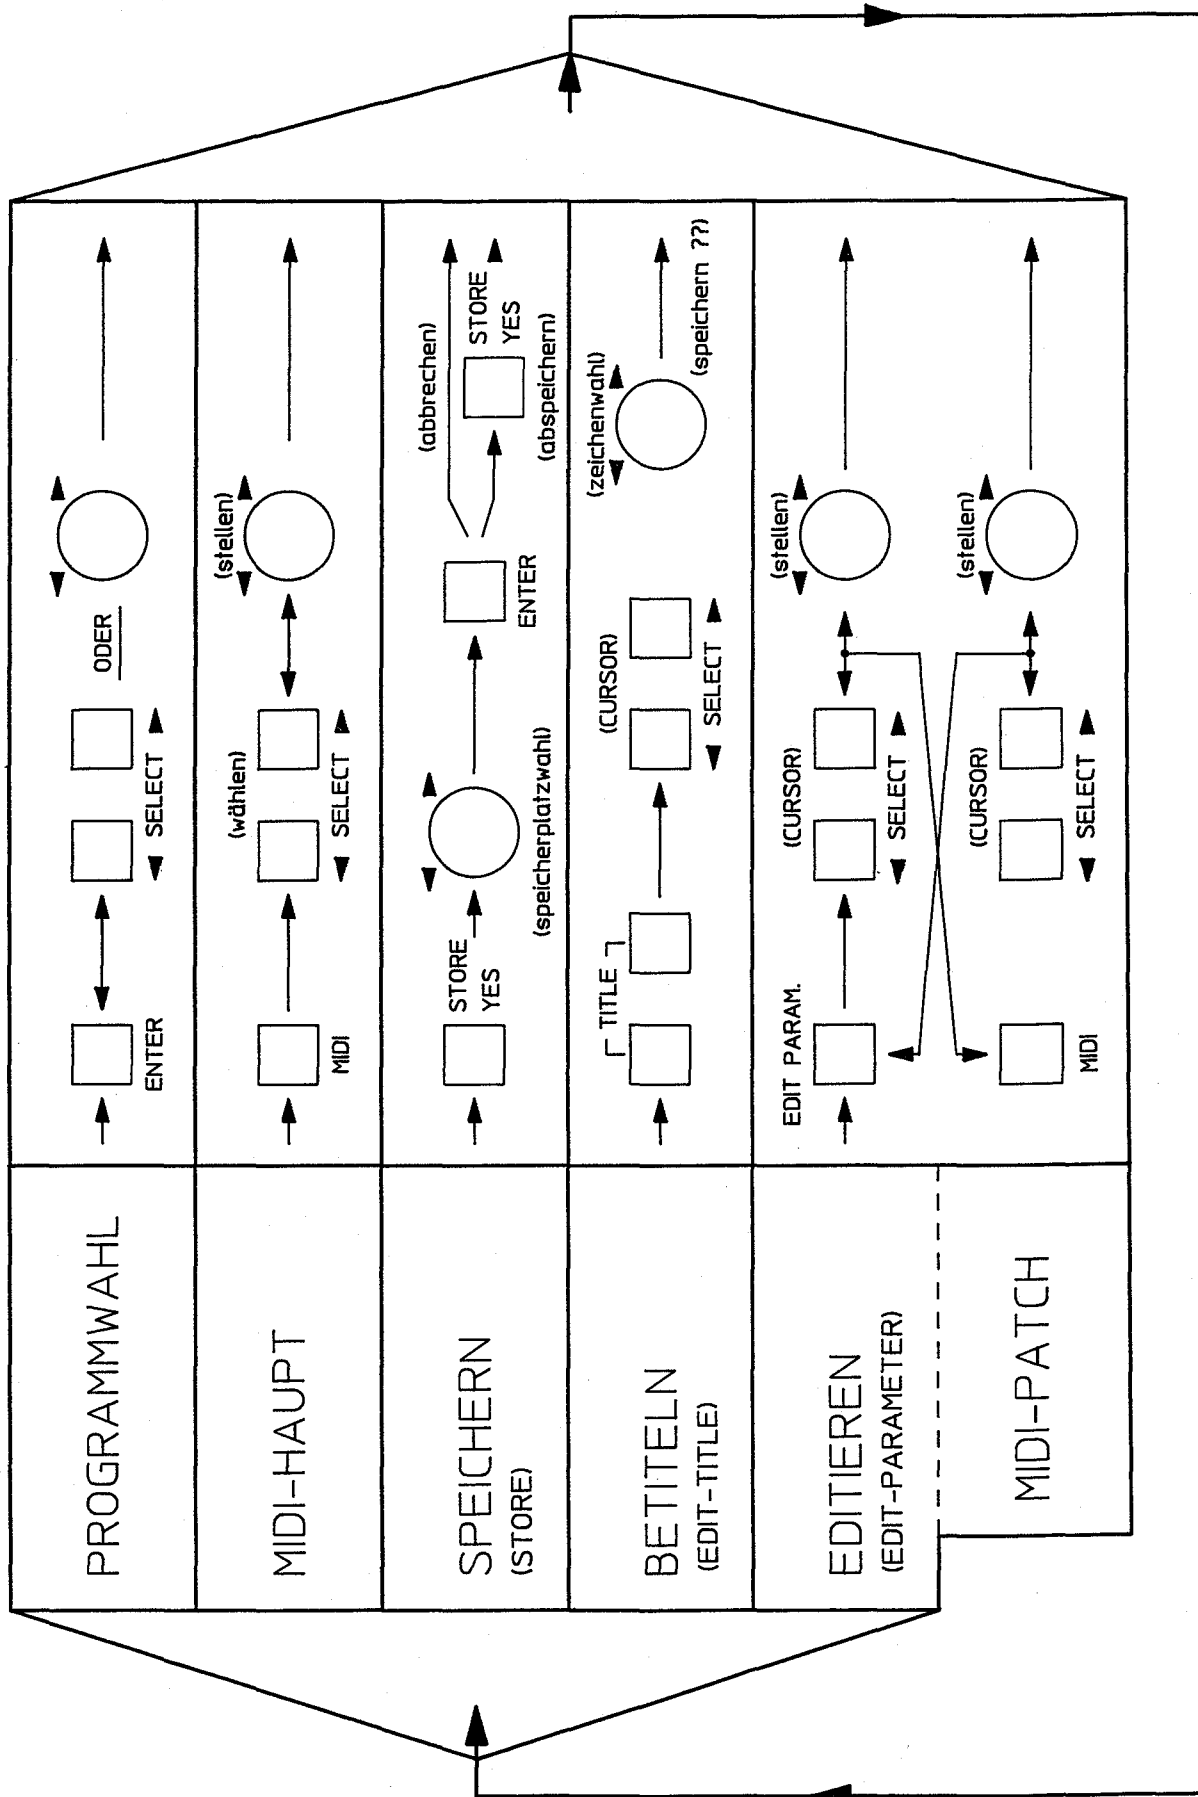 PROGRAMMWAHL
ENTER
◄ SELECT ►
ODER
MIDI-HAUPT
MIDI
(wählen)
◄ SELECT ►
(stellen)
SPEICHERN
(STORE)
STORE
YES
(speicherplatzwahl)
ENTER
(abbrechen)
STORE
YES
(abspeichern)
BETITELN
(EDIT-TITLE)
TITLE
(CURSOR)
◄ SELECT ►
(zeichenwahl)
(speichern ??)
EDITIEREN
(EDIT-PARAMETER)
EDIT PARAM.
(CURSOR)
◄ SELECT ►
(stellen)
MIDI-PATCH
MIDI
(CURSOR)
◄ SELECT ►
(stellen)